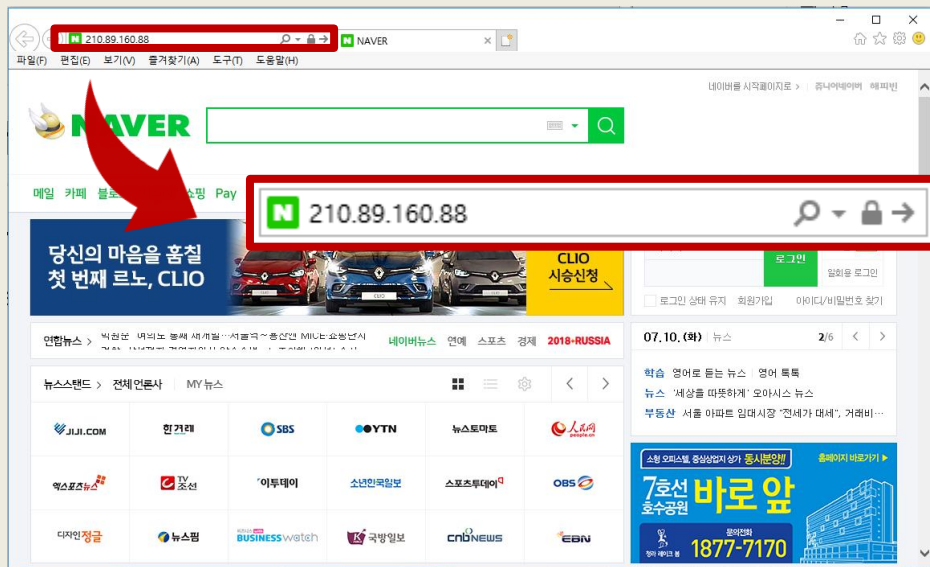 210.89.160.88
NAVER
파일(F) 편집(E) 보기(V) 즐겨찾기(A) 도구(T) 도움말(H)
네이버를 시작페이지로 > 쥬니어네이버 해피빈
NAVER
메일 카페 쇼핑 Pay
210.89.160.88
당신의 마음을 훔칠
첫 번째 르노, CLIO
CLIO
시승신청
로그인
일회용 로그인
로그인 상태 유지 회원가입 아이디/비밀번호 찾기
연합뉴스 >
네이버뉴스 연예 스포츠 경제 2018•RUSSIA
07.10.(화) 뉴스 2/6
학습 영어로 듣는 뉴스 영어 톡톡
뉴스 '세상을 따뜻하게' 오아시스 뉴스
부동산 서울 아파트 임대시장 "전세가 대세", 거래비…
뉴스스탠드 > 전체언론사 MY뉴스
JIJI.COM 한겨레 SBS YTN 뉴스토마토 人民网 people.cn
엑스포츠뉴스 TV조선 이투데이 소년한국일보 스포츠투데이 OBS
디자인정글 뉴스핌 BUSINESS watch 국방일보 CNBNEWS EBN
소형 오피스텔, 중심상업지 상가 동시분양!! 홈페이지 바로가기 ▶
7호선
호수공원
바로 앞
문의전화
청라 레이크 봄 1877-7170